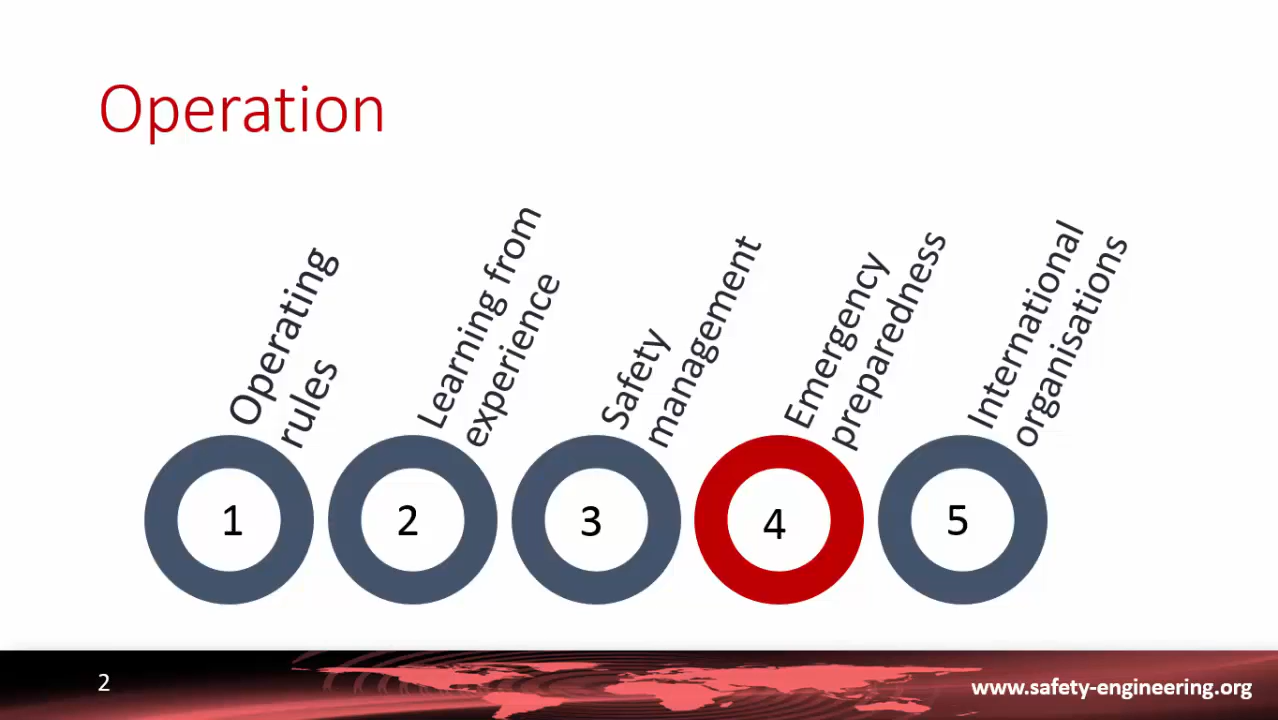 Operation
Operating
rules
Learning from
experience
Safety
management
Emergency
preparedness
International
organisations
1
2
3
4
5
2
www.safety-engineering.org